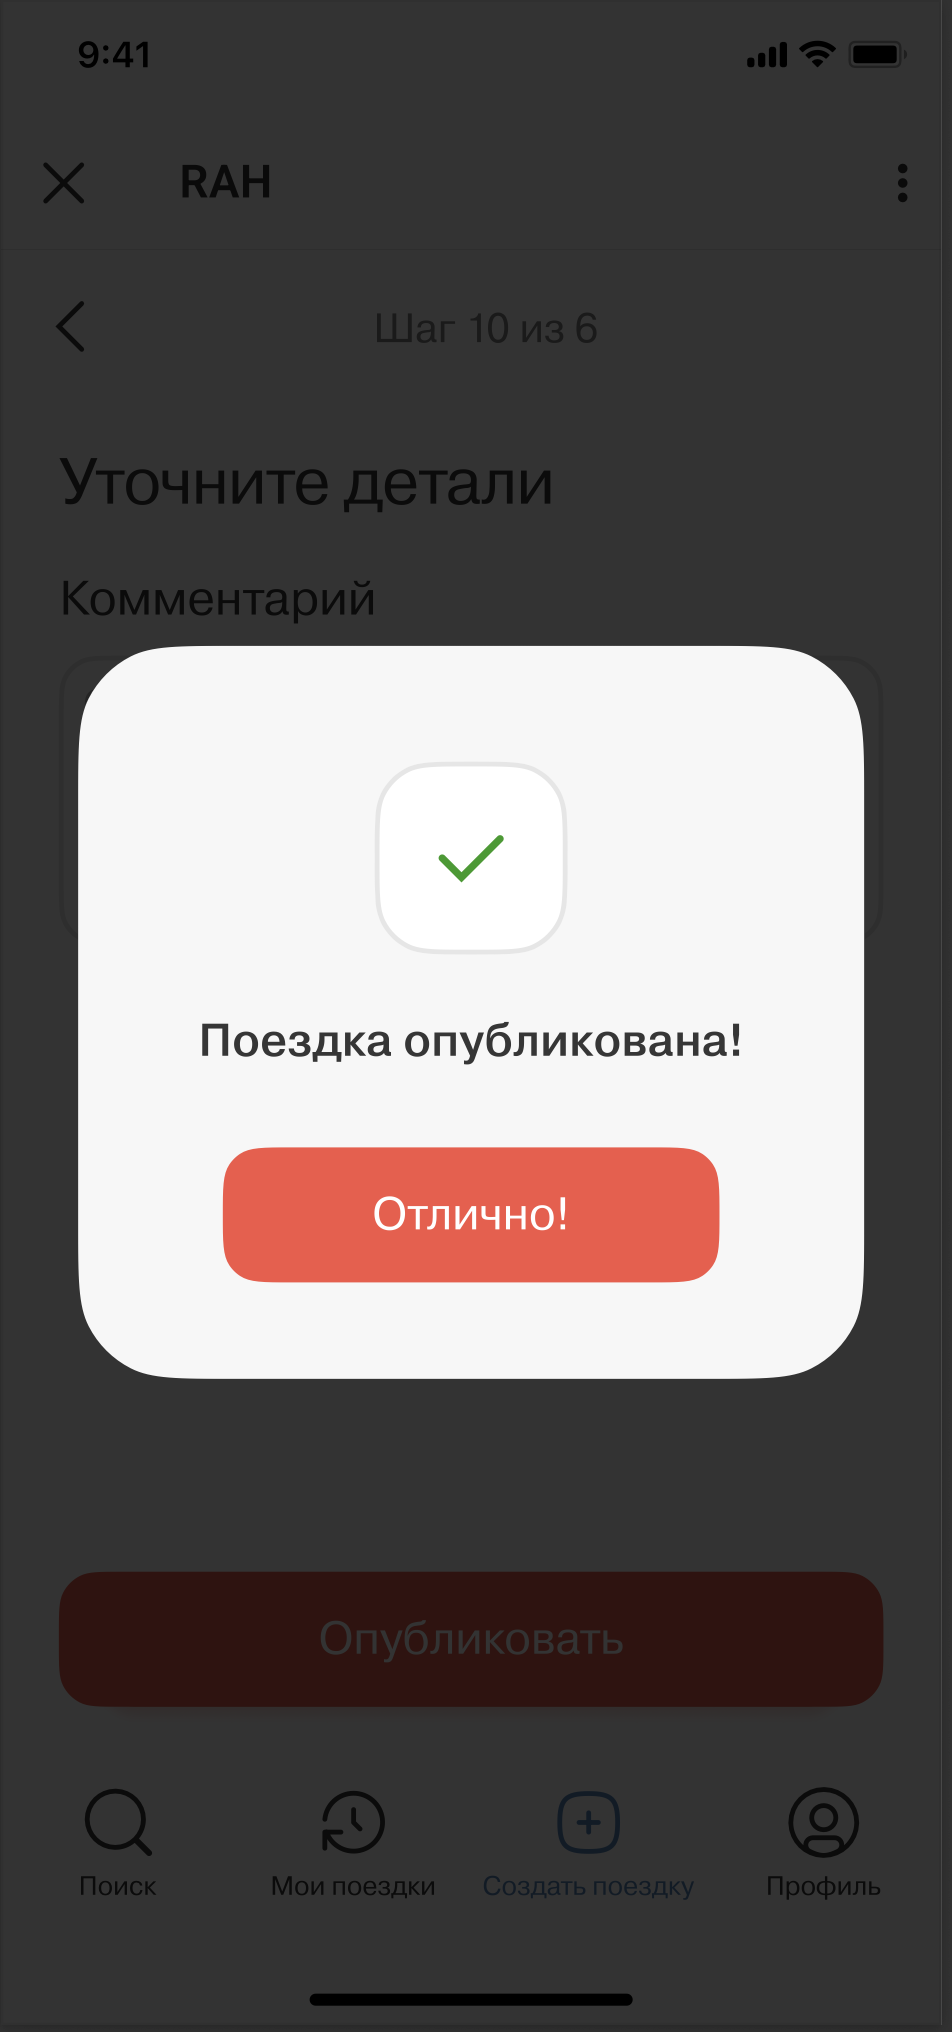 9:41
RAH
Шаг 10 из 6
Уточните детали
Комментарий
Поездка опубликована!
Отлично!
Опубликовать
Поиск
Мои поездки
Создать поездку
Профиль